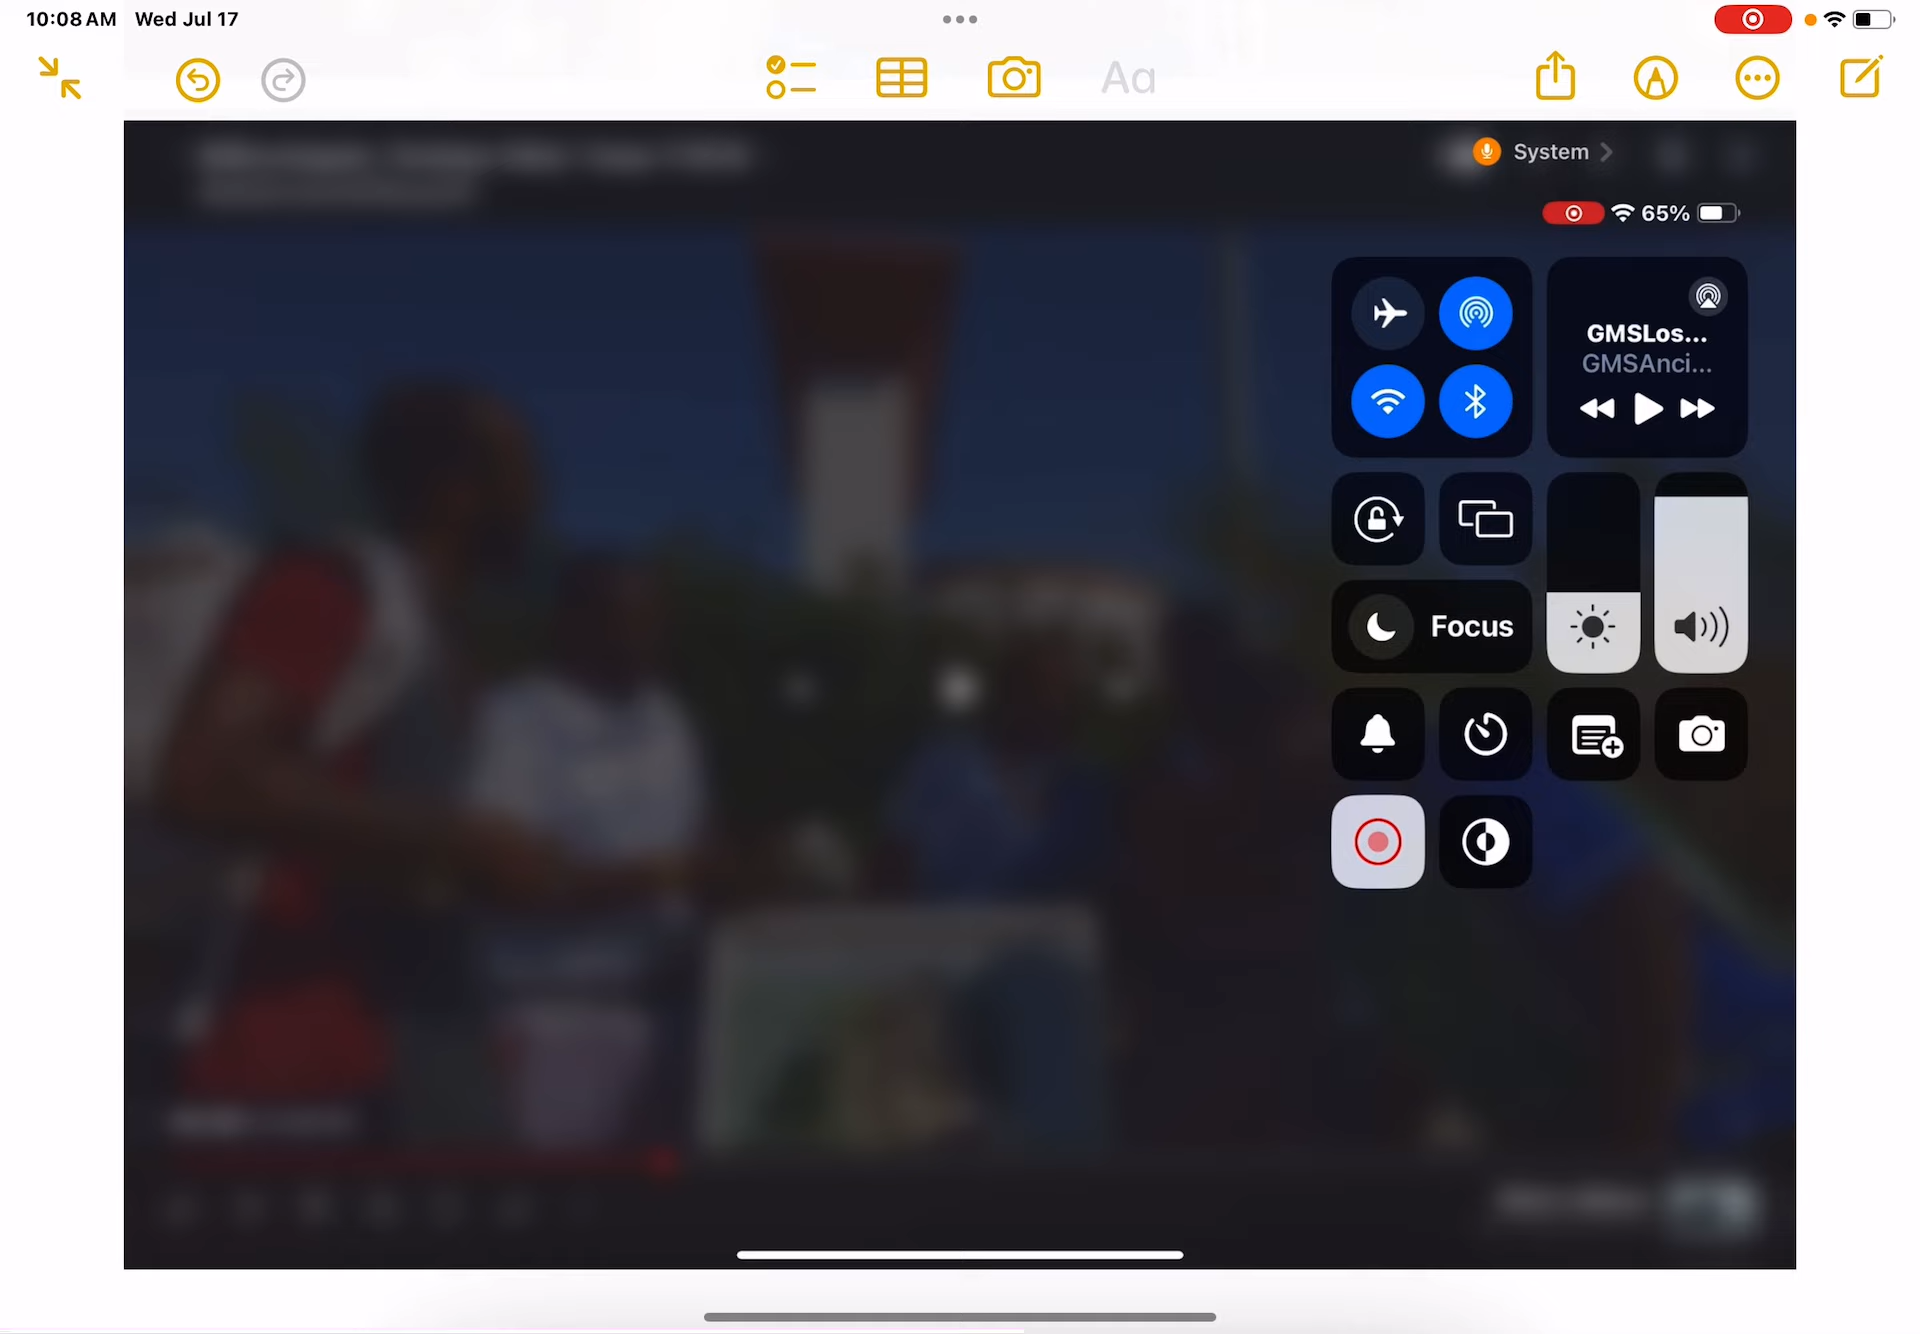 10:08 AM Wed Jul 17
Aa
System
65%
GMSLos...
GMSAnci...
Focus